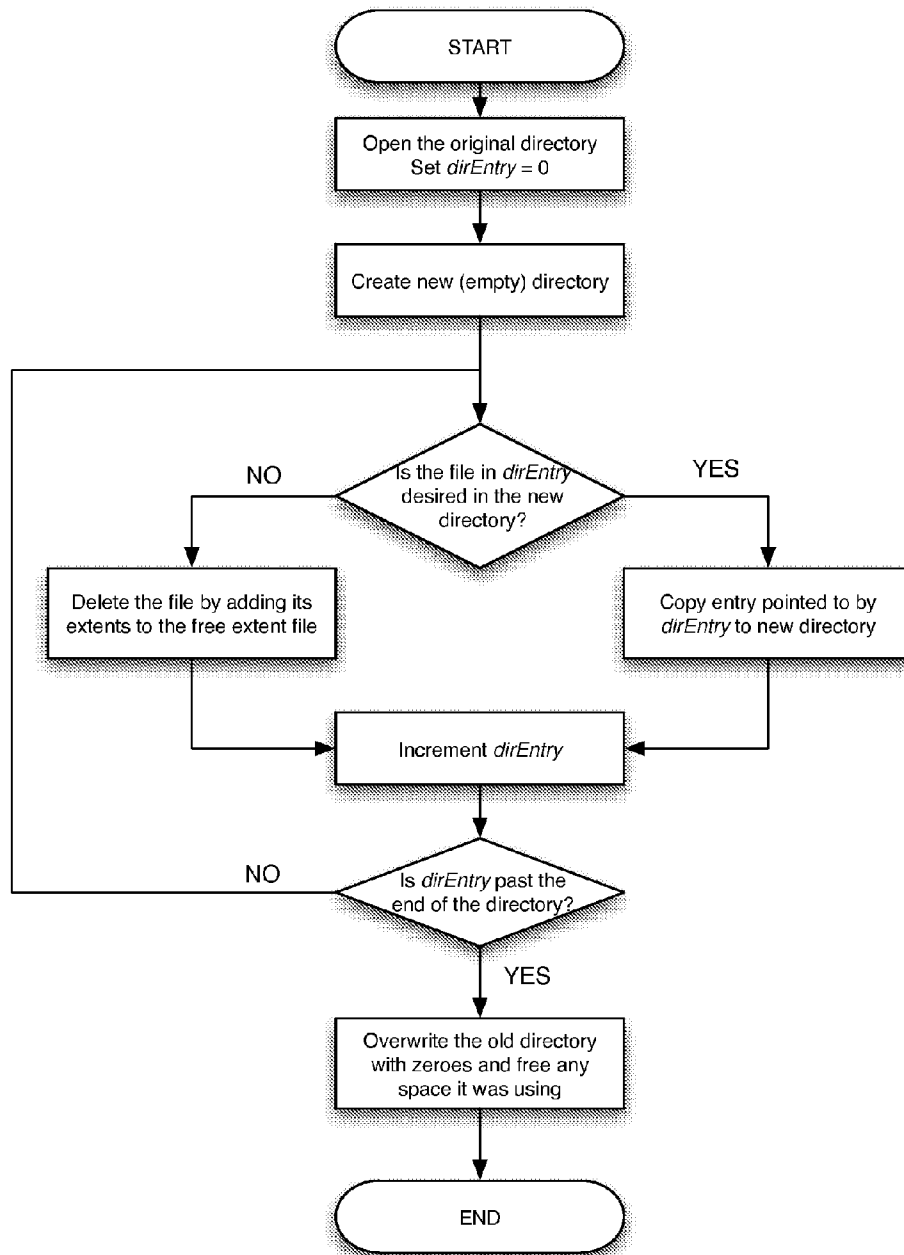 START
Open the original directory
Set dirEntry = 0
Create new (empty) directory
Is the file in dirEntry
desired in the new
directory?
NO
YES
Delete the file by adding its
extents to the free extent file
Copy entry pointed to by
dirEntry to new directory
Increment dirEntry
Is dirEntry past the
end of the directory?
NO
YES
Overwrite the old directory
with zeroes and free any
space it was using
END